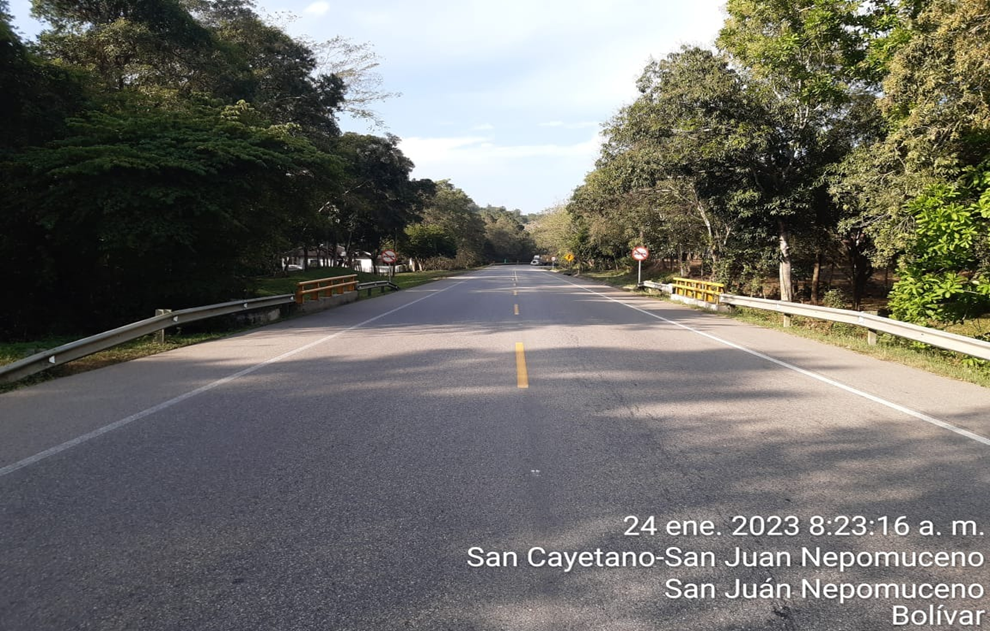 24 ene. 2023 8:23:16 a. m.
San Cayetano-San Juan Nepomuceno
San Juán Nepomuceno
Bolívar